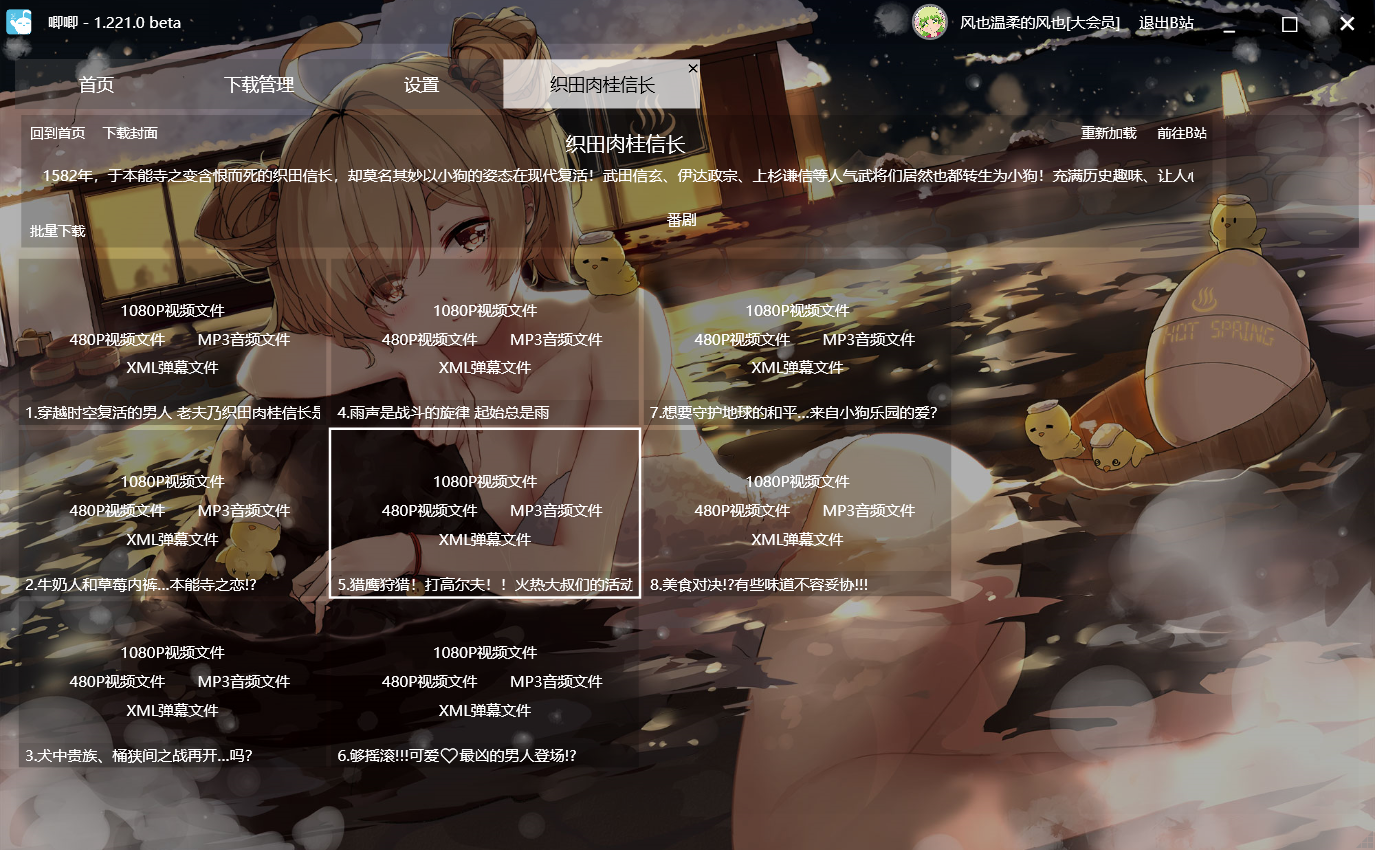 唧唧 - 1.221.0 beta
风也温柔的风也[大会员] 退出B站
首页 下载管理 设置 织田肉桂信长
回到首页 下载封面
重新加载 前往B站
织田肉桂信长
1582年，于本能寺之变含恨而死的织田信长，却莫名其妙以小狗的姿态在现代复活！武田信玄、伊达政宗、上杉谦信等人气武将们居然也都转生为小狗！充满历史趣味、让人
番剧
批量下载
1080P视频文件
480P视频文件 MP3音频文件
XML弹幕文件
1.穿越时空复活的男人 老夫乃织田肉桂信长是
1080P视频文件
480P视频文件 MP3音频文件
XML弹幕文件
4.雨声是战斗的旋律 起始总是雨
1080P视频文件
480P视频文件 MP3音频文件
XML弹幕文件
7.想要守护地球的和平...来自小狗乐园的爱?
1080P视频文件
480P视频文件 MP3音频文件
XML弹幕文件
2.牛奶人和草莓内裤...本能寺之恋!?
1080P视频文件
480P视频文件 MP3音频文件
XML弹幕文件
5.猎鹰狩猎！打高尔夫！！火热大叔们的活动
1080P视频文件
480P视频文件 MP3音频文件
XML弹幕文件
8.美食对决!?有些味道不容妥协!!!
1080P视频文件
480P视频文件 MP3音频文件
XML弹幕文件
3.犬中贵族、桶狭间之战再开...吗?
1080P视频文件
480P视频文件 MP3音频文件
XML弹幕文件
6.够摇滚!!!可爱♡最凶的男人登场!?
HOT SPRING